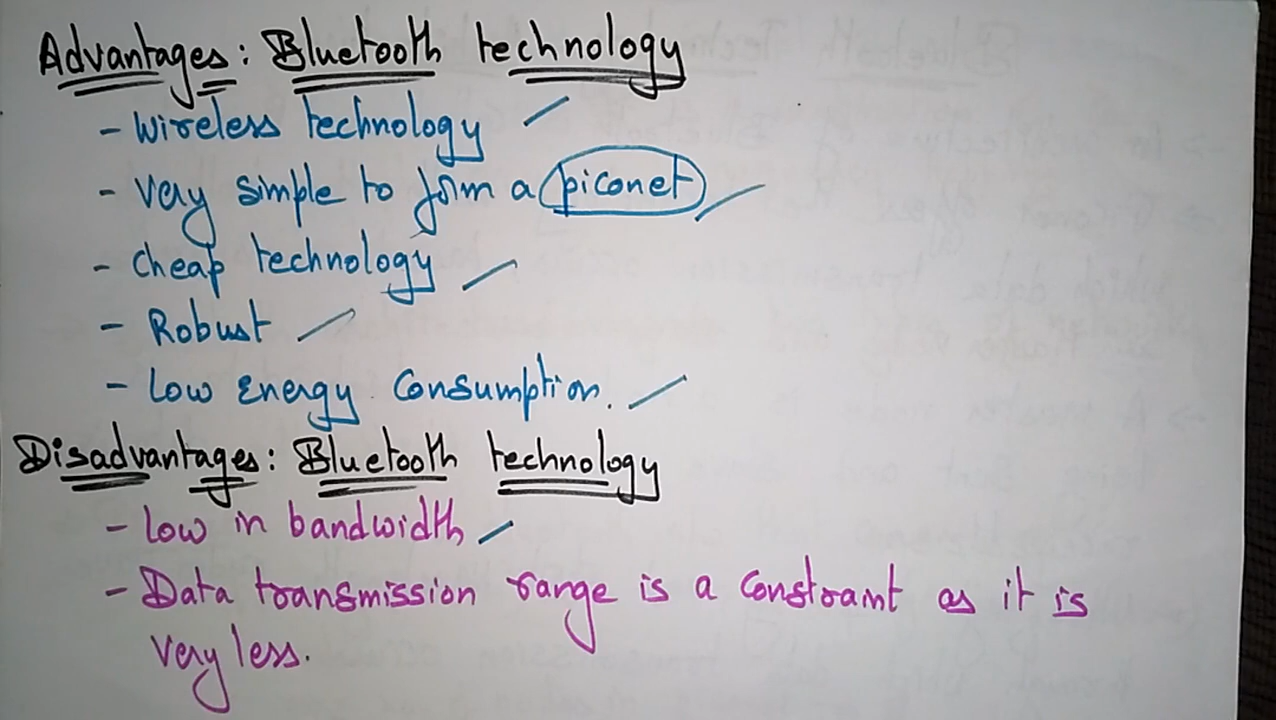 Advantages: Bluetooth technology
- Wireless technology
- Very simple to form a piconet
- Cheap technology
- Robust
- Low Energy Consumption.
Disadvantages: Bluetooth technology
- Low in bandwidth
- Data transmission range is a constraint as it is
very less.